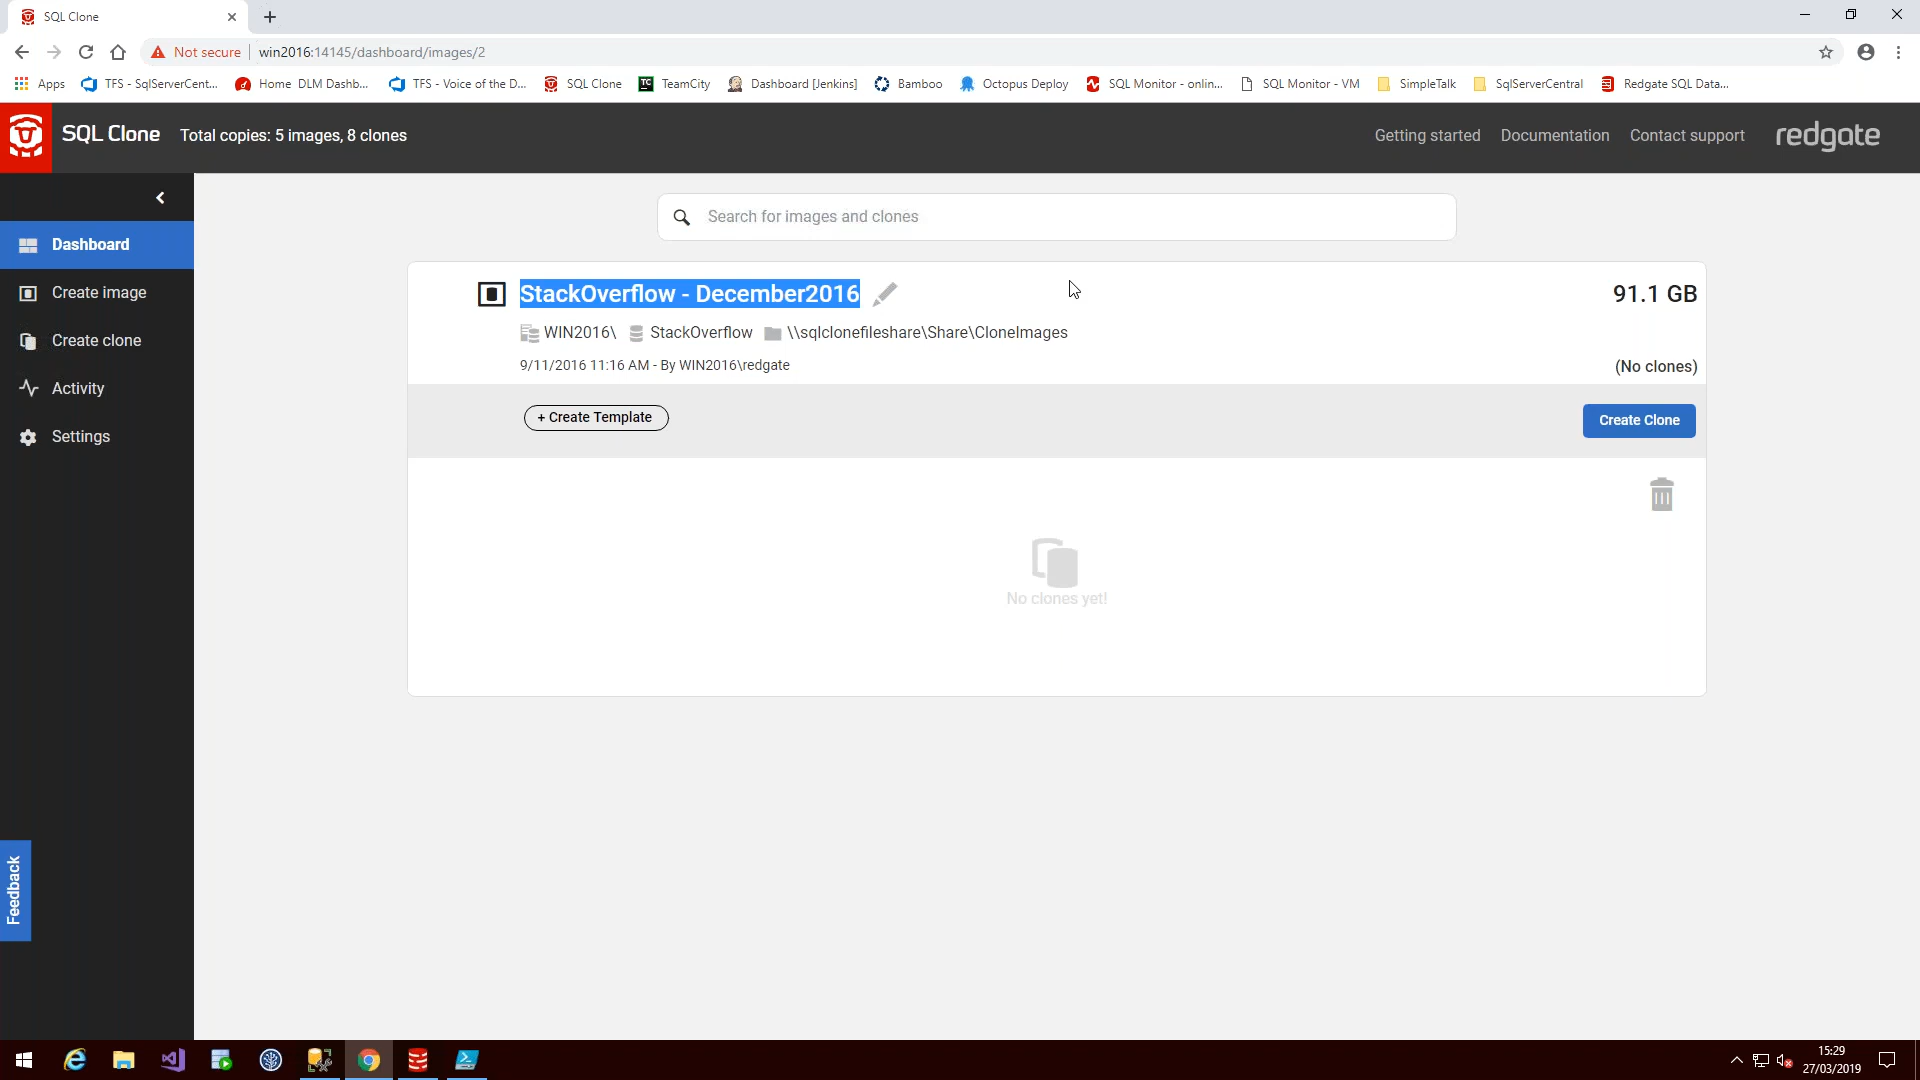 SQL Clone
Not secure
win2016:14145/dashboard/images/2
Apps
TFS - SqlServerCent...
Home DLM Dashb...
TFS - Voice of the D...
SQL Clone
TC
TeamCity
Dashboard [Jenkins]
Bamboo
Octopus Deploy
SQL Monitor - onlin...
SQL Monitor - VM
SimpleTalk
SqlServerCentral
Redgate SQL Data...
SQL Clone
Total copies: 5 images, 8 clones
Getting started
Documentation
Contact support
redgate
Dashboard
Create image
Create clone
Activity
Settings
Feedback
Search for images and clones
StackOverflow - December2016
91.1 GB
WIN2016\
StackOverflow
\\sqlclonefileshare\Share\CloneImages
9/11/2016 11:16 AM - By WIN2016\redgate
(No clones)
+ Create Template
Create Clone
No clones yet!
15:29
27/03/2019